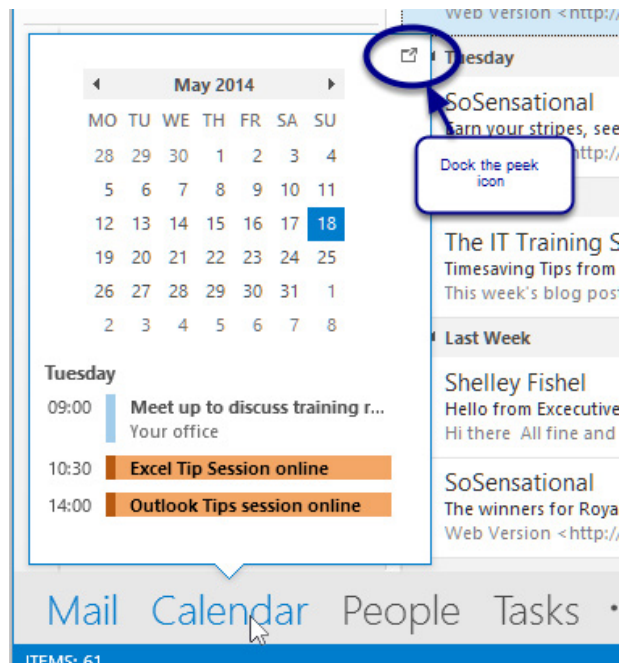 Web Version <http://
Tuesday
May 2014
MO TU WE TH FR SA SU
28 29 30 1 2 3 4
5 6 7 8 9 10 11
12 13 14 15 16 17 18
19 20 21 22 23 24 25
26 27 28 29 30 31 1
2 3 4 5 6 7 8
Tuesday
09:00 Meet up to discuss training r...
Your office
10:30 Excel Tip Session online
14:00 Outlook Tips session online
Dock the peek
icon
SoSensational
Earn your stripes, see
ttp://
The IT Training S
Timesaving Tips from
This week's blog post
Last Week
Shelley Fishel
Hello from Excecutive
Hi there All fine and
SoSensational
The winners for Roya
Web Version <http://
Mail Calendar People Tasks
ITEMS: 61